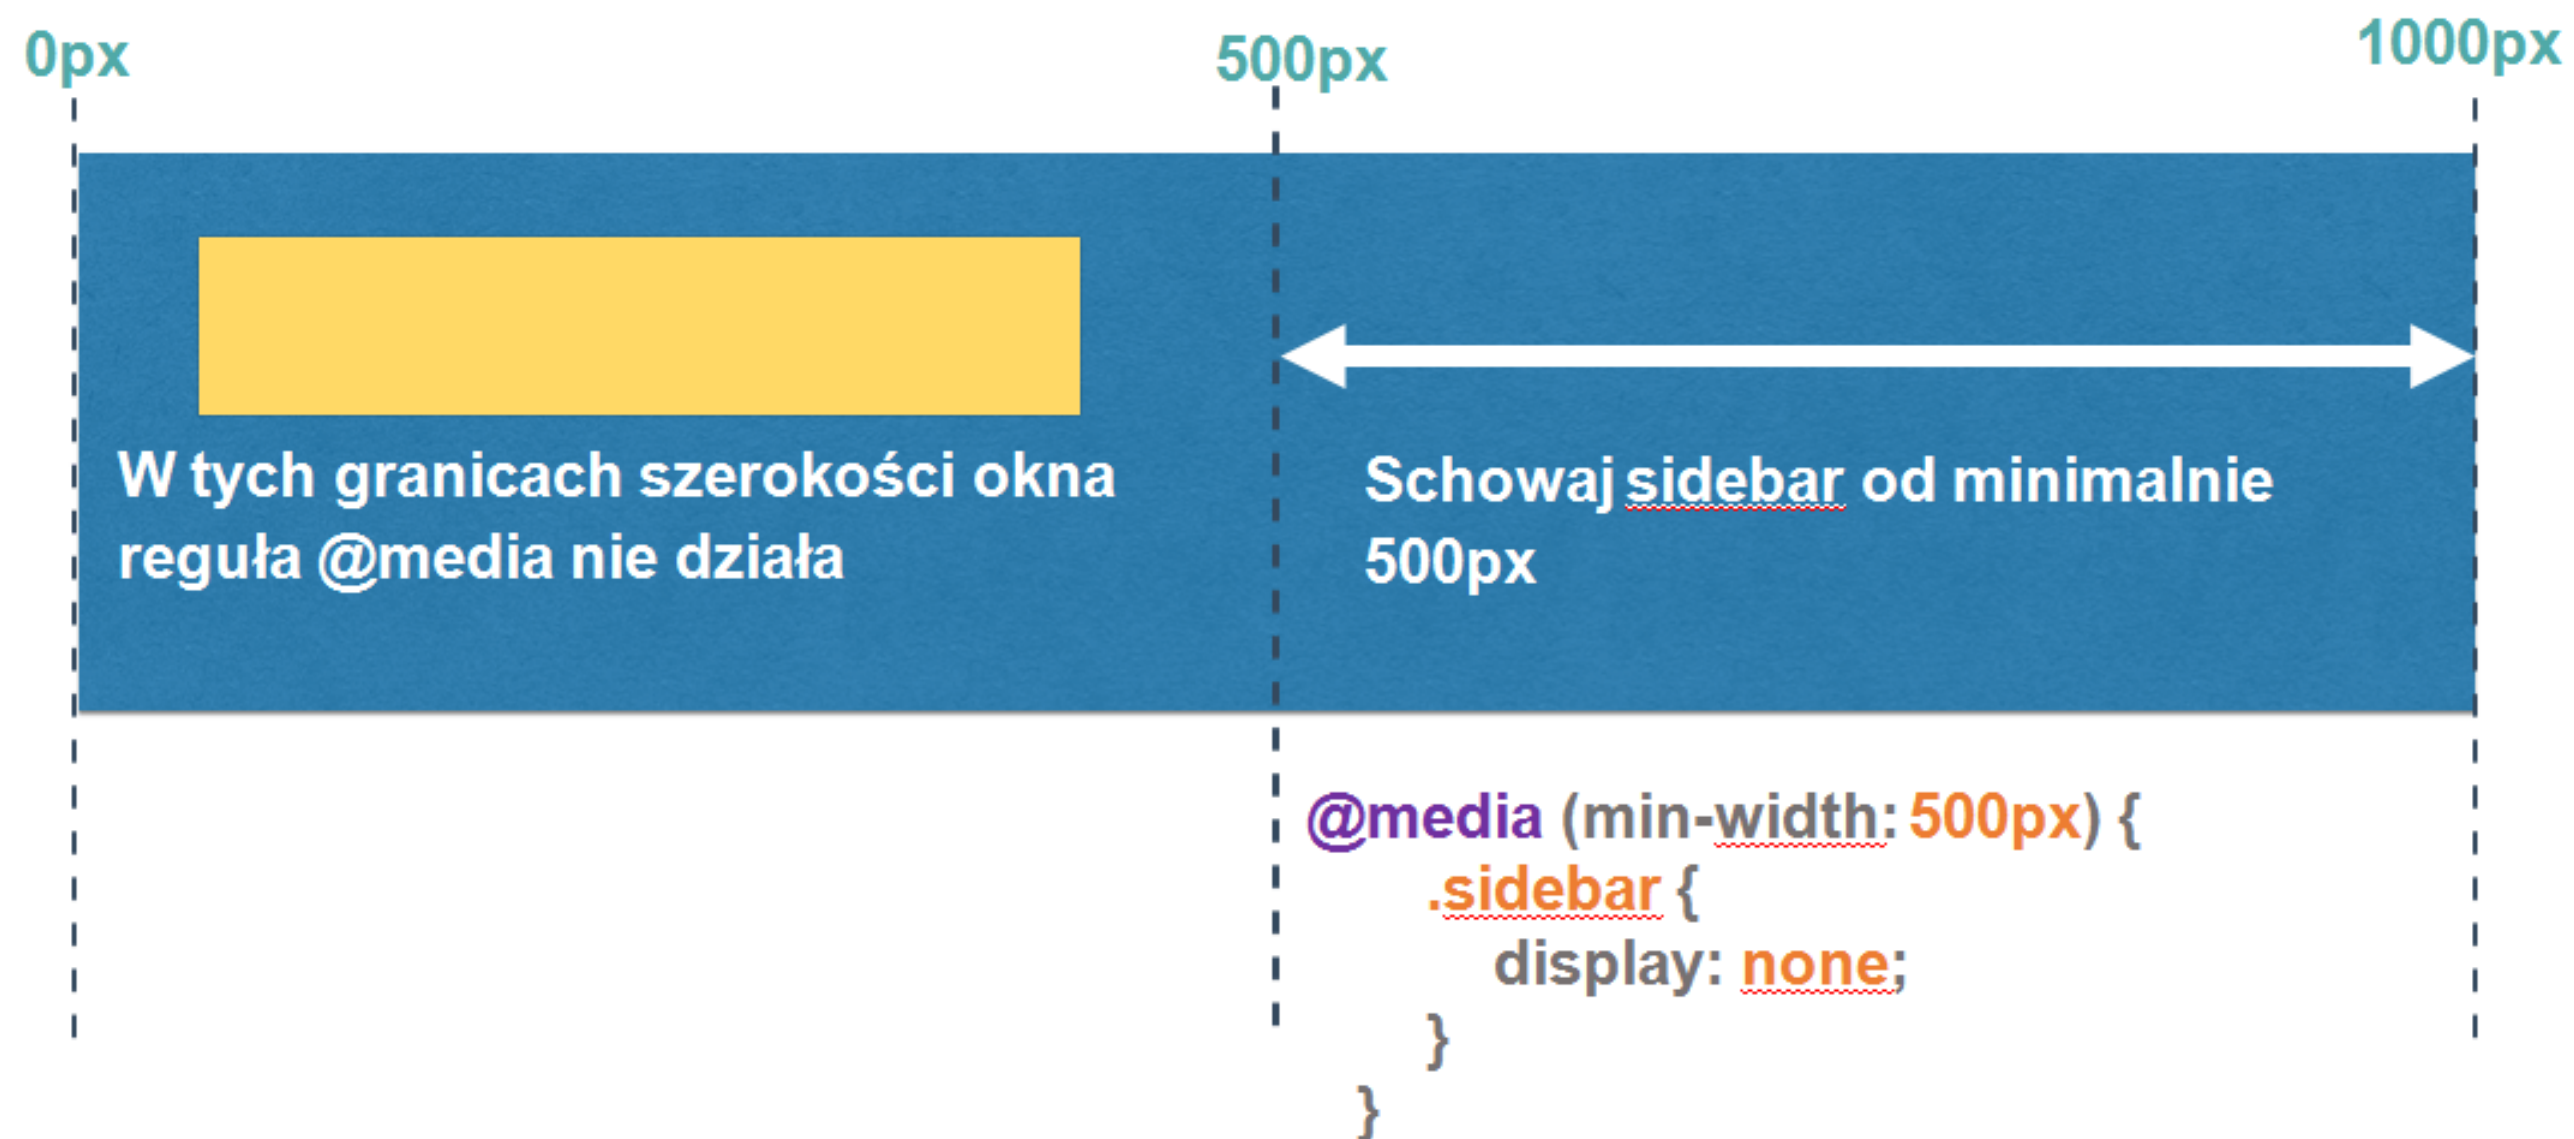 0px
500px
1000px
W tych granicach szerokości okna
reguła @media nie działa
Schowaj sidebar od minimalnie
500px
@media (min-width: 500px) {
.sidebar {
display: none;
}
}